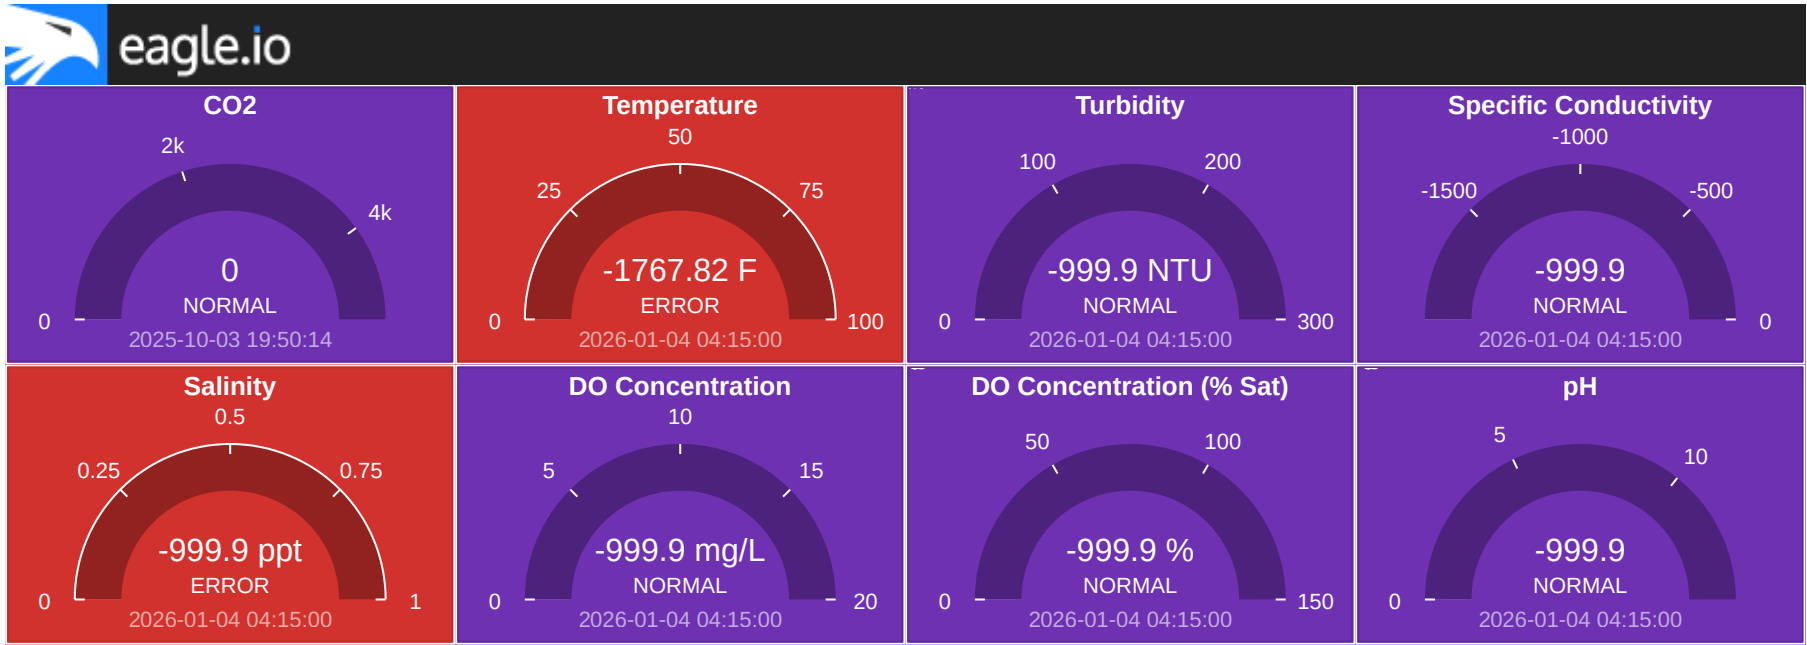 eagle.io
CO2
2k
4k
0
NORMAL
0
2025-10-03 19:50:14
Temperature
50
25
75
-1767.82 F
ERROR
0
100
2026-01-04 04:15:00
Turbidity
100
200
-999.9 NTU
NORMAL
0
300
2026-01-04 04:15:00
Specific Conductivity
-1000
-1500
-500
-999.9
NORMAL
0
2026-01-04 04:15:00
Salinity
0.5
0.25
0.75
-999.9 ppt
ERROR
0
1
2026-01-04 04:15:00
DO Concentration
10
5
15
-999.9 mg/L
NORMAL
0
20
2026-01-04 04:15:00
DO Concentration (% Sat)
50
100
-999.9 %
NORMAL
0
150
2026-01-04 04:15:00
pH
5
10
-999.9
NORMAL
0
2026-01-04 04:15:00